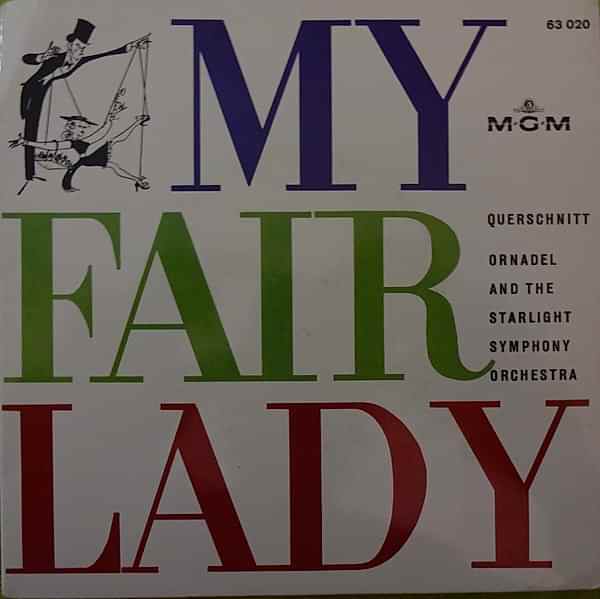 63 020
MY
M·G·M
FAIR
QUERSCHNITT
ORNADEL
AND THE
STARLIGHT
SYMPHONY
ORCHESTRA
LADY